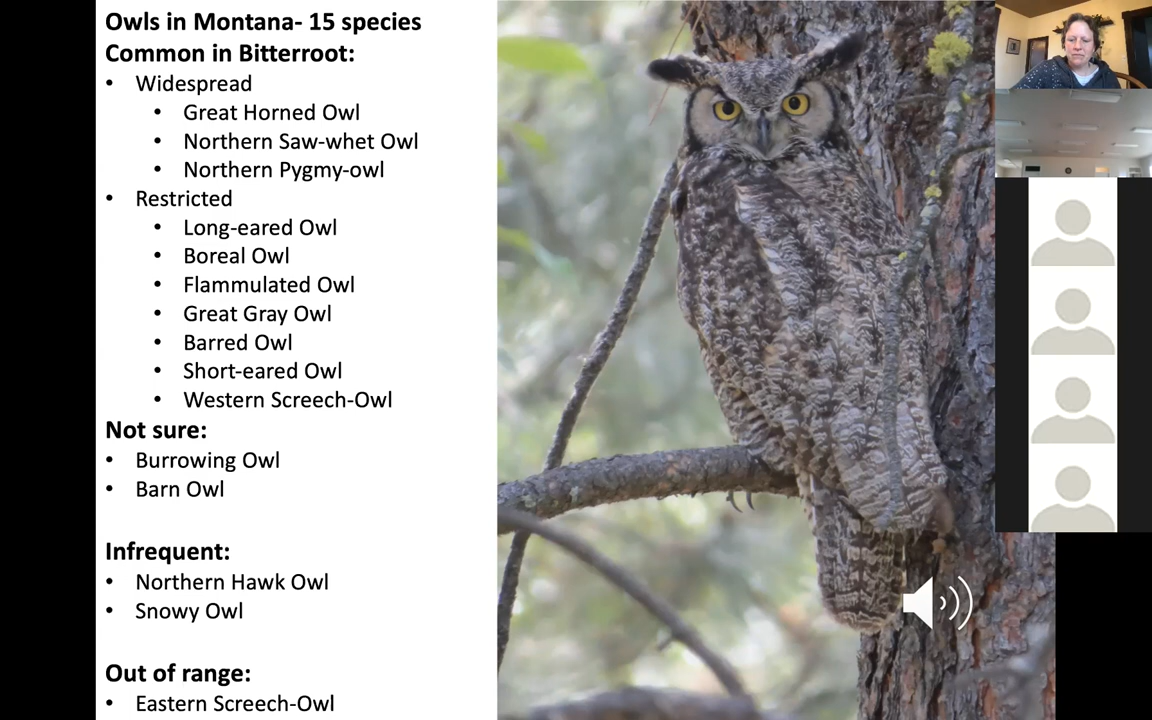 Owls in Montana- 15 species
Common in Bitterroot:
• Widespread
• Great Horned Owl
• Northern Saw-whet Owl
• Northern Pygmy-owl
• Restricted
• Long-eared Owl
• Boreal Owl
• Flammulated Owl
• Great Gray Owl
• Barred Owl
• Short-eared Owl
• Western Screech-Owl
Not sure:
• Burrowing Owl
• Barn Owl
Infrequent:
• Northern Hawk Owl
• Snowy Owl
Out of range:
• Eastern Screech-Owl